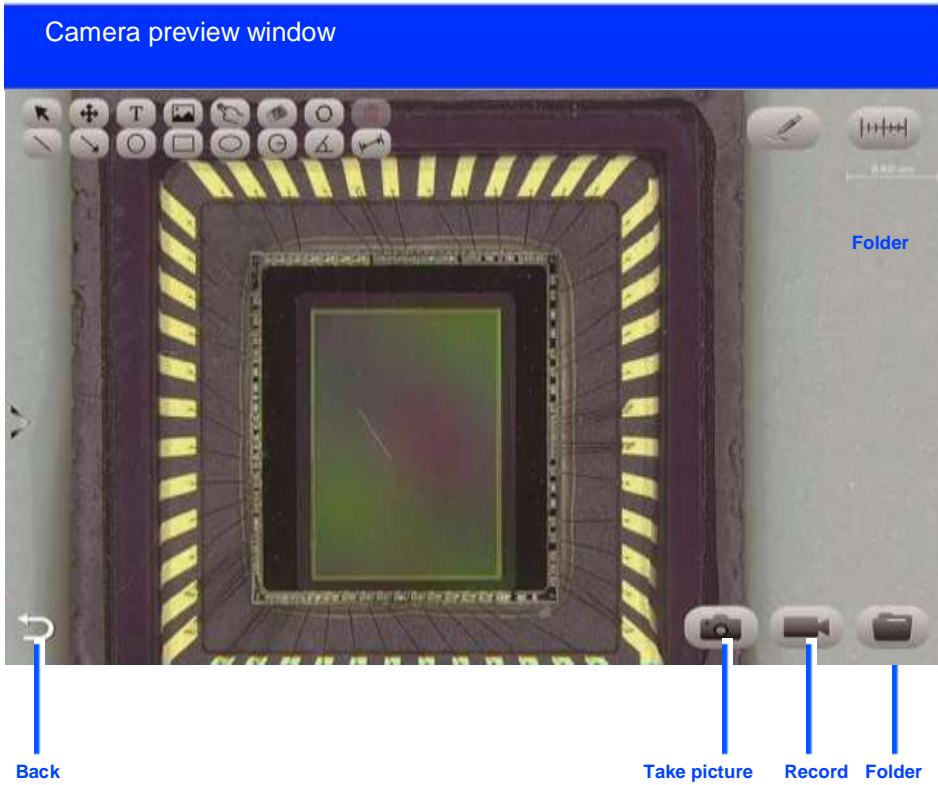 Camera preview window
T
Folder
Back
Take picture
Record
Folder